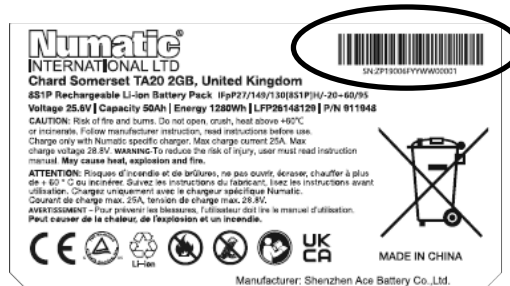 Numatic®
INTERNATIONAL LTD
SN:ZP19006FYYWW00001
Chard Somerset TA20 2GB, United Kingdom
8S1P Rechargeable Li-ion Battery Pack IFpP27/149/130[8S1P]H/-20+60/95
Voltage 25.6V | Capacity 50Ah | Energy 1280Wh | LFP26148129 | P/N 911948
CAUTION: Risk of fire and burns. Do not open, crush, heat above +60°C
or incinerate. Follow manufacturer instruction, read instructions before use.
Charge only with Numatic specific charger. Max charge current 25A. Max
charge voltage 28.8V. WARNING-To reduce the risk of injury, user must read instruction
manual. May cause heat, explosion and fire.
ATTENTION: Risques d'incendie et de brûlures, ne pas ouvrir, écraser, chauffer à plus
de + 60 ° C ou incinérer. Suivez les instructions du fabricant, lisez les instructions avant
utilisation. Chargez uniquement avec le chargeur spécifique Numatic.
Courant de charge max. 25A, tension de charge max. 28.8V.
AVERTISSEMENT – Pour prévenir les blessures, l'utilisateur doit lire le manuel d'utilisation.
Peut causer de la chaleur, de l'explosion et un incendie.
CE
Li-ion
UK
CA
MADE IN CHINA
Manufacturer: Shenzhen Ace Battery Co.,Ltd.